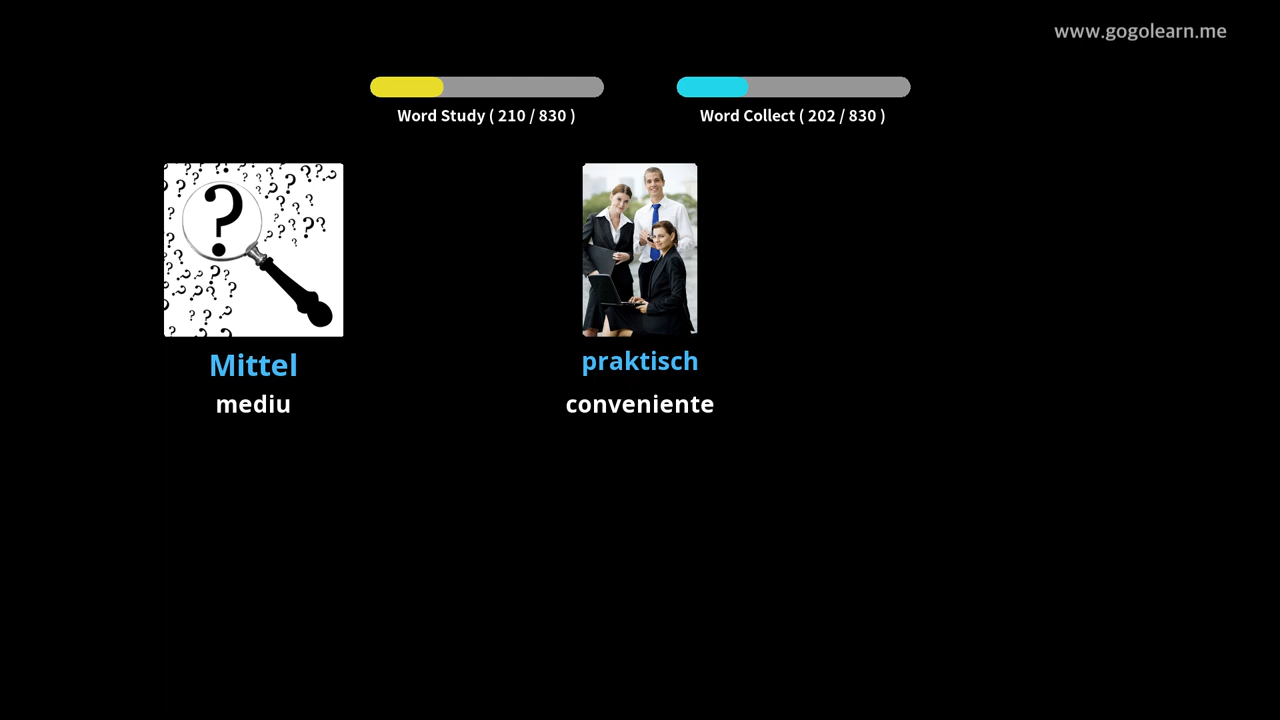 www.gogolearn.me
Word Study ( 210 / 830 )
Word Collect ( 202 / 830 )
Mittel
mediu
praktisch
conveniente